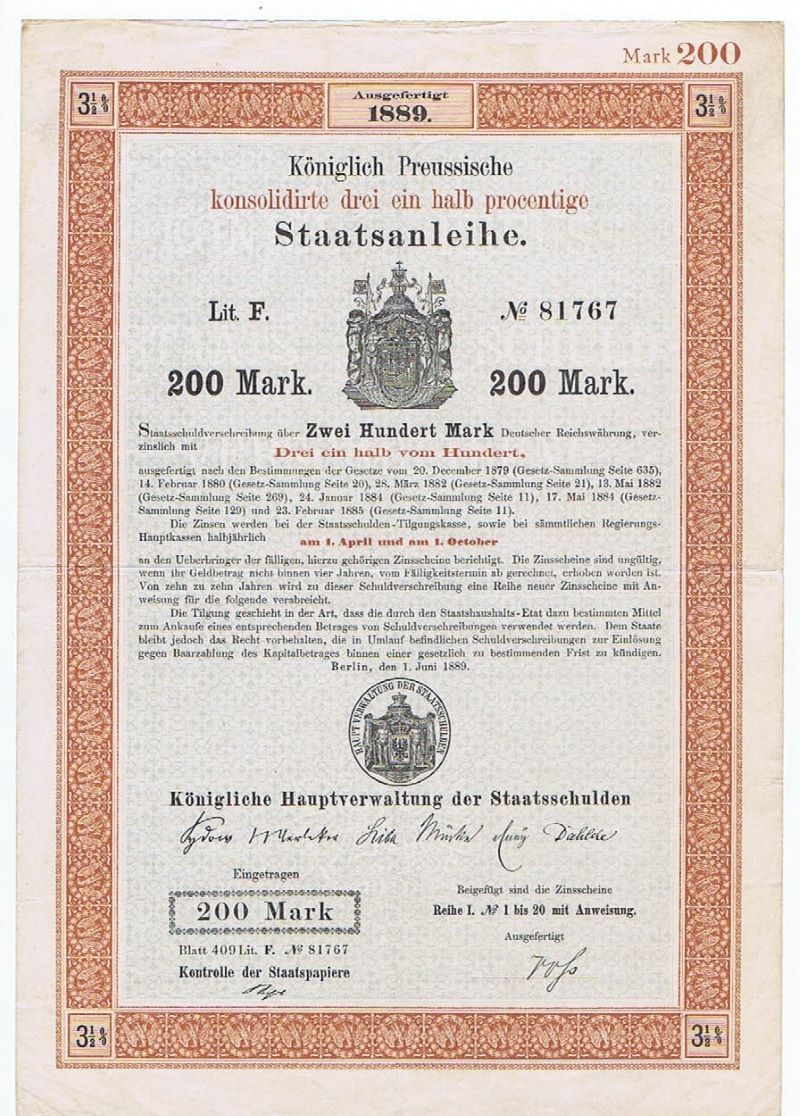 Mark 200
3½%
Ausgefertigt
1889.
3½%
Königlich Preussische
konsolidirte drei ein halb procentige
Staatsanleihe.
Lit. F.
№ 81767
200 Mark.
200 Mark.
Staatsschuldverschreibung über Zwei Hundert Mark Deutscher Reichswährung, ver-
zinslich mit
Drei ein halb vom Hundert,
ausgefertigt nach den Bestimmungen der Gesetze vom 20. December 1879 (Gesetz-Sammlung Seite 635),
14. Februar 1880 (Gesetz-Sammlung Seite 20), 28. März 1882 (Gesetz-Sammlung Seite 21), 13. Mai 1882
(Gesetz-Sammlung Seite 269), 24. Januar 1884 (Gesetz-Sammlung Seite 11), 17. Mai 1884 (Gesetz-
Sammlung Seite 129) und 23. Februar 1885 (Gesetz-Sammlung Seite 11).
Die Zinsen werden bei der Staatsschulden-Tilgungskasse, sowie bei sämmtlichen Regierungs-
Hauptkassen halbjährlich
am 1. April und am 1. October
an den Ueberbringer der fälligen, hierzu gehörigen Zinsscheine berichtigt. Die Zinsscheine sind ungültig,
wenn ihr Geldbetrag nicht binnen vier Jahren, vom Fälligkeitstermin ab gerechnet, erhoben worden ist.
Von zehn zu zehn Jahren wird zu dieser Schuldverschreibung eine Reihe neuer Zinsscheine mit An-
weisung für die folgende verabreicht.
Die Tilgung geschieht in der Art, dass die durch den Staatshaushalts-Etat dazu bestimmten Mittel
zum Ankaufe eines entsprechenden Betrages von Schuldverschreibungen verwendet werden. Dem Staate
bleibt jedoch das Recht vorbehalten, die in Umlauf befindlichen Schuldverschreibungen zur Einlösung
gegen Baarzahlung des Kapitalbetrages binnen einer gesetzlich zu bestimmenden Frist zu kündigen.
Berlin, den 1. Juni 1889.
HAUPT VERWALTUNG DER STAATSSCHULDEN
Königliche Hauptverwaltung der Staatsschulden
Sydow Merleker Mücke
Eingetragen
200 Mark
Blatt 409 Lit. F. № 81767
Kontrolle der Staatspapiere
Beigefügt sind die Zinsscheine
Reihe I. № 1 bis 20 mit Anweisung.
Ausgefertigt
3½%
3½%